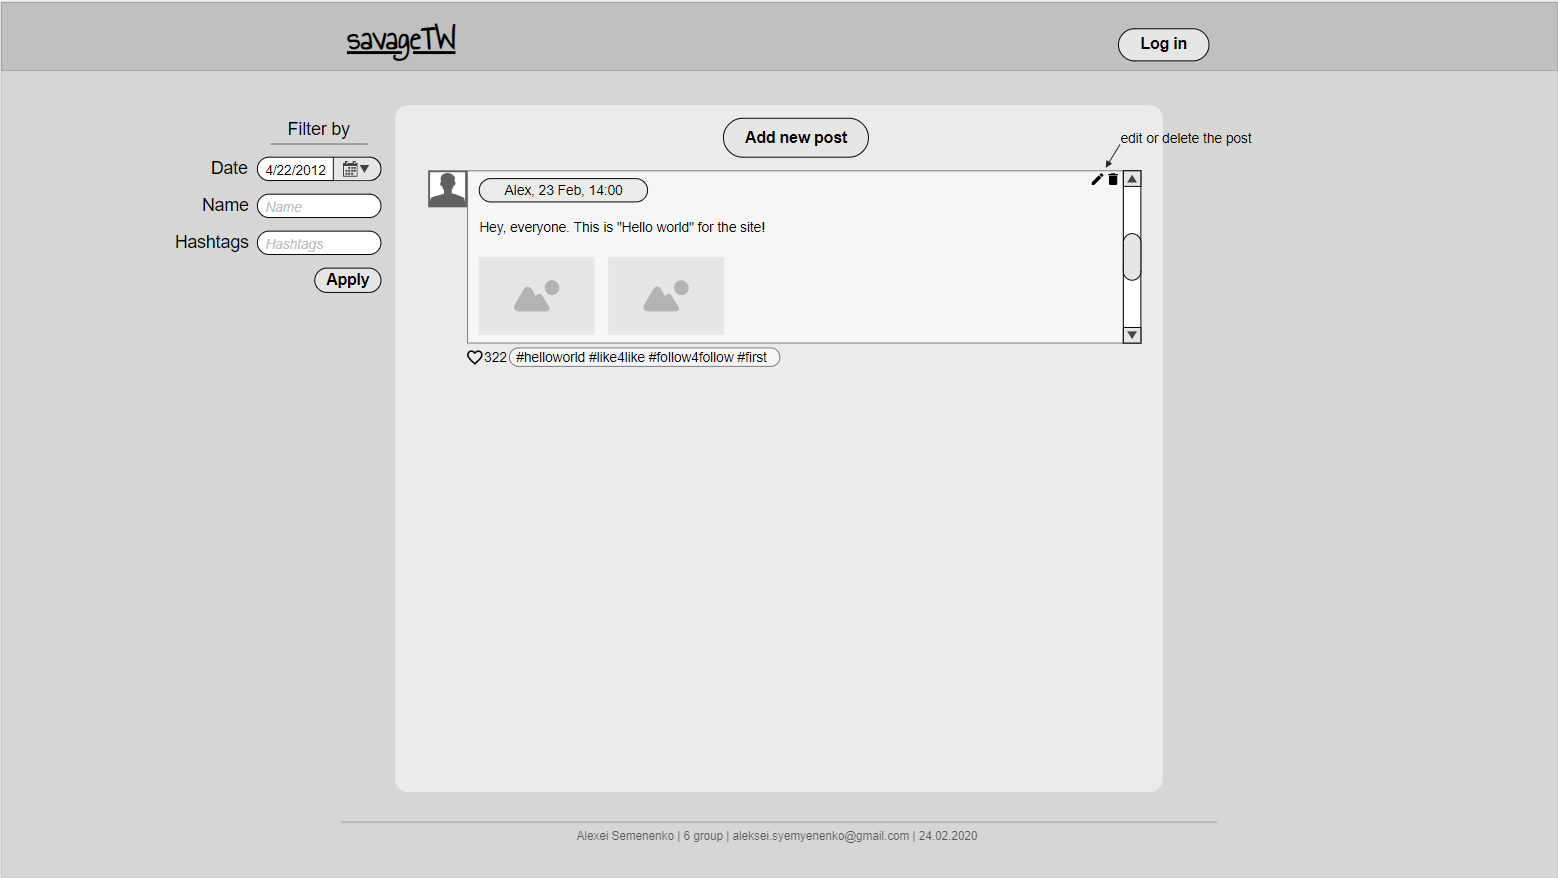 savageTW
Log in
Filter by
Date 4/22/2012
Name Name
Hashtags Hashtags
Apply
Add new post
edit or delete the post
Alex, 23 Feb, 14:00
Hey, everyone. This is "Hello world" for the site!
322 #helloworld #like4like #follow4follow #first
Alexei Semenenko | 6 group | aleksei.syemyenenko@gmail.com | 24.02.2020